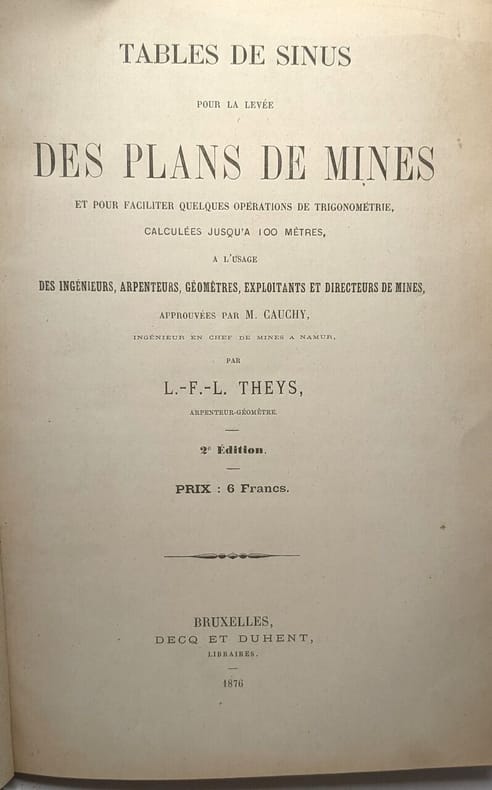 TABLES DE SINUS
POUR LA LEVÉE
DES PLANS DE MINES
ET POUR FACILITER QUELQUES OPÉRATIONS DE TRIGONOMÉTRIE,
CALCULÉES JUSQU'A 100 MÈTRES,
A L'USAGE
DES INGÉNIEURS, ARPENTEURS, GÉOMÈTRES, EXPLOITANTS ET DIRECTEURS DE MINES,
APPROUVÉES PAR M. CAUCHY,
INGÉNIEUR EN CHEF DE MINES A NAMUR,
PAR
L.-F.-L. THEYS,
ARPENTEUR-GÉOMÈTRE.
2e Édition.
PRIX : 6 Francs.
BRUXELLES,
DECQ ET DUHENT,
LIBRAIRES.
1876